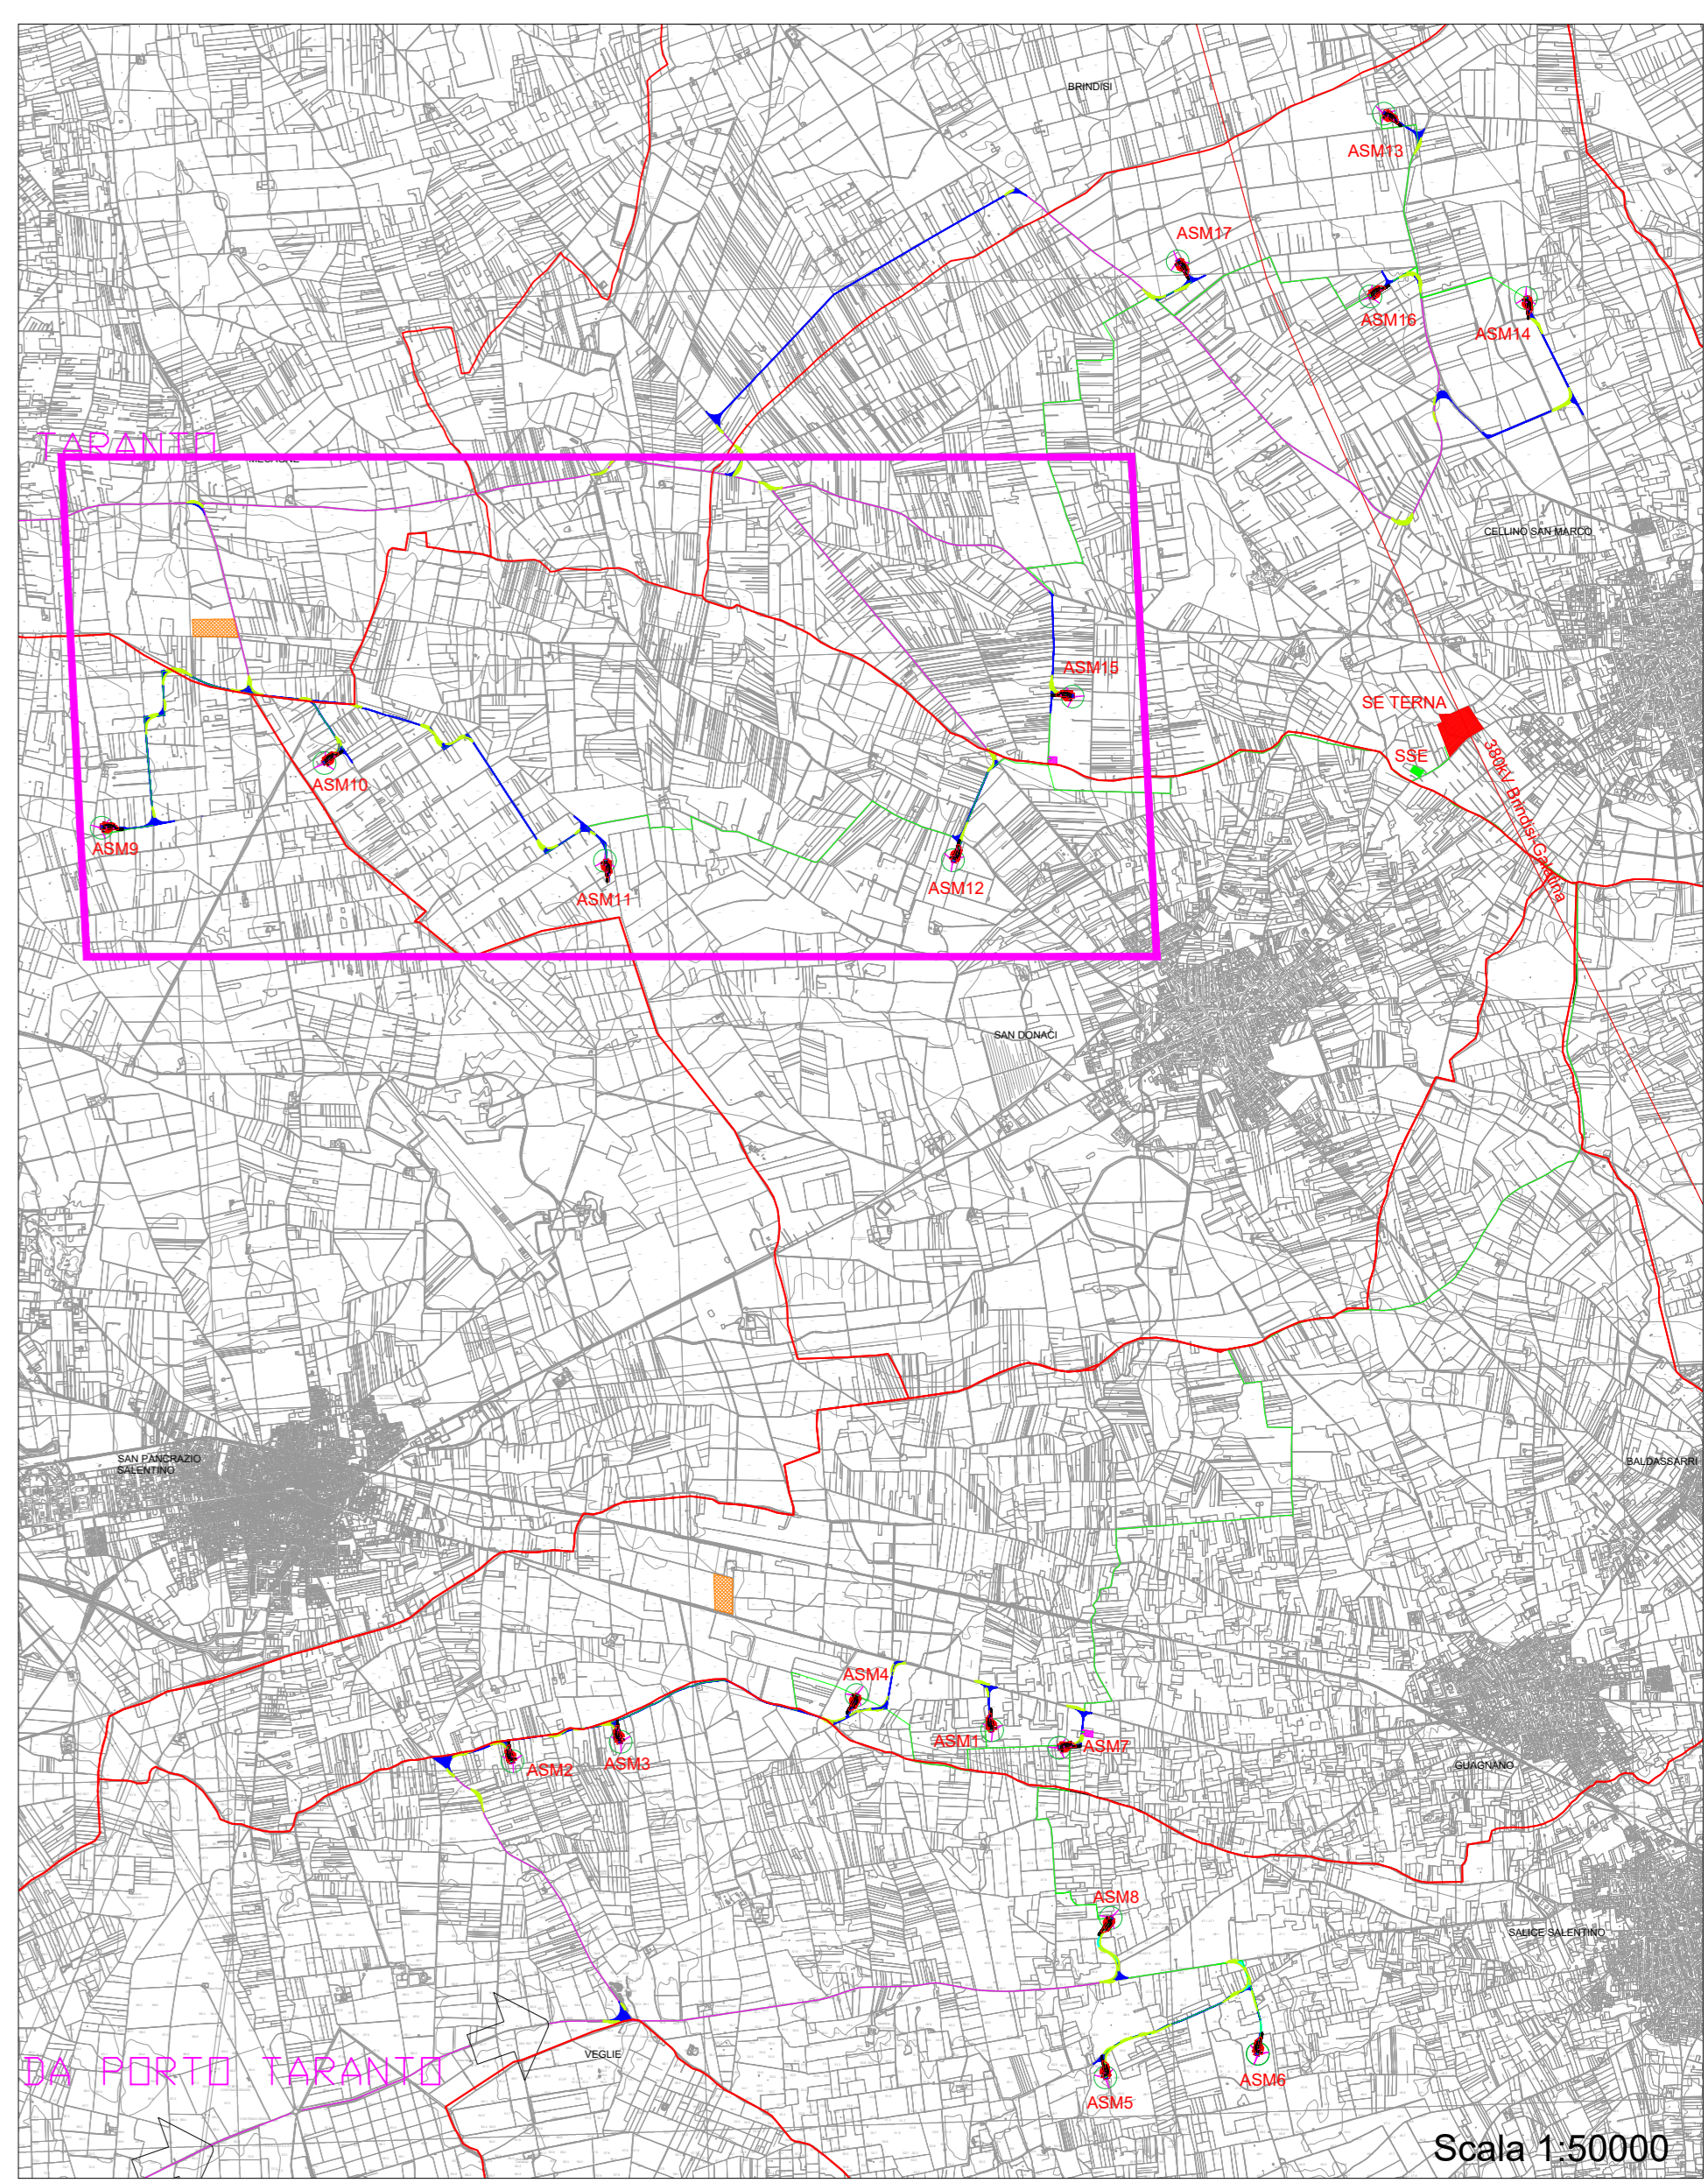 BRINDISI
ASM13
ASM17
ASM16
ASM14
TARANTO
MESAGNE
CELLINO SAN MARCO
ASM15
SE TERNA
SSE
380kV Brindisi-Galatina
ASM10
ASM9
ASM11
ASM12
SAN DONACI
SAN PANCRAZIO
SALENTINO
BALDASSARRI
ASM4
ASM1
ASM7
ASM2
ASM3
GUAGNANO
ASM8
SALICE SALENTINO
VEGLIE
DA PORTO TARANTO
ASM6
ASM5
Scala 1:50000